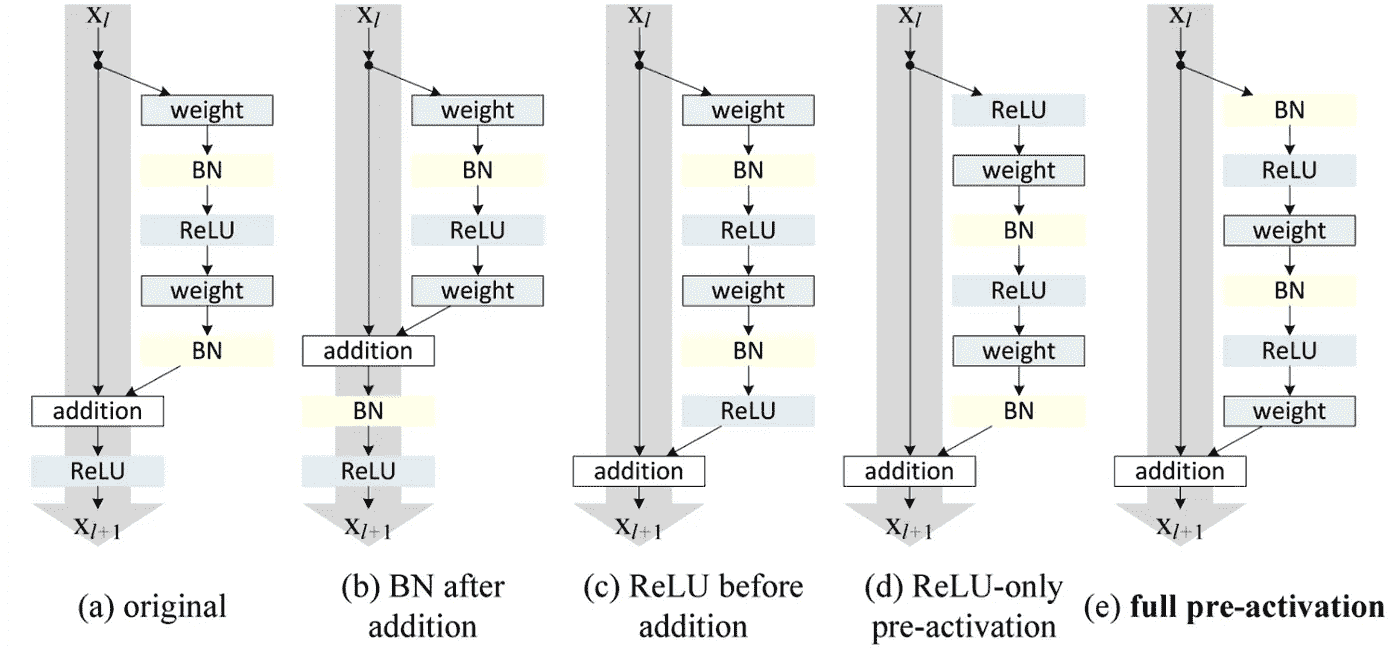 x_l
weight
BN
ReLU
weight
BN
addition
ReLU
x_{l+1}
(a) original
x_l
weight
BN
ReLU
weight
addition
BN
ReLU
x_{l+1}
(b) BN after
addition
x_l
weight
BN
ReLU
weight
BN
ReLU
addition
x_{l+1}
(c) ReLU before
addition
x_l
ReLU
weight
BN
ReLU
weight
BN
addition
x_{l+1}
(d) ReLU-only
pre-activation
x_l
BN
ReLU
weight
BN
ReLU
weight
addition
x_{l+1}
(e) full pre-activation